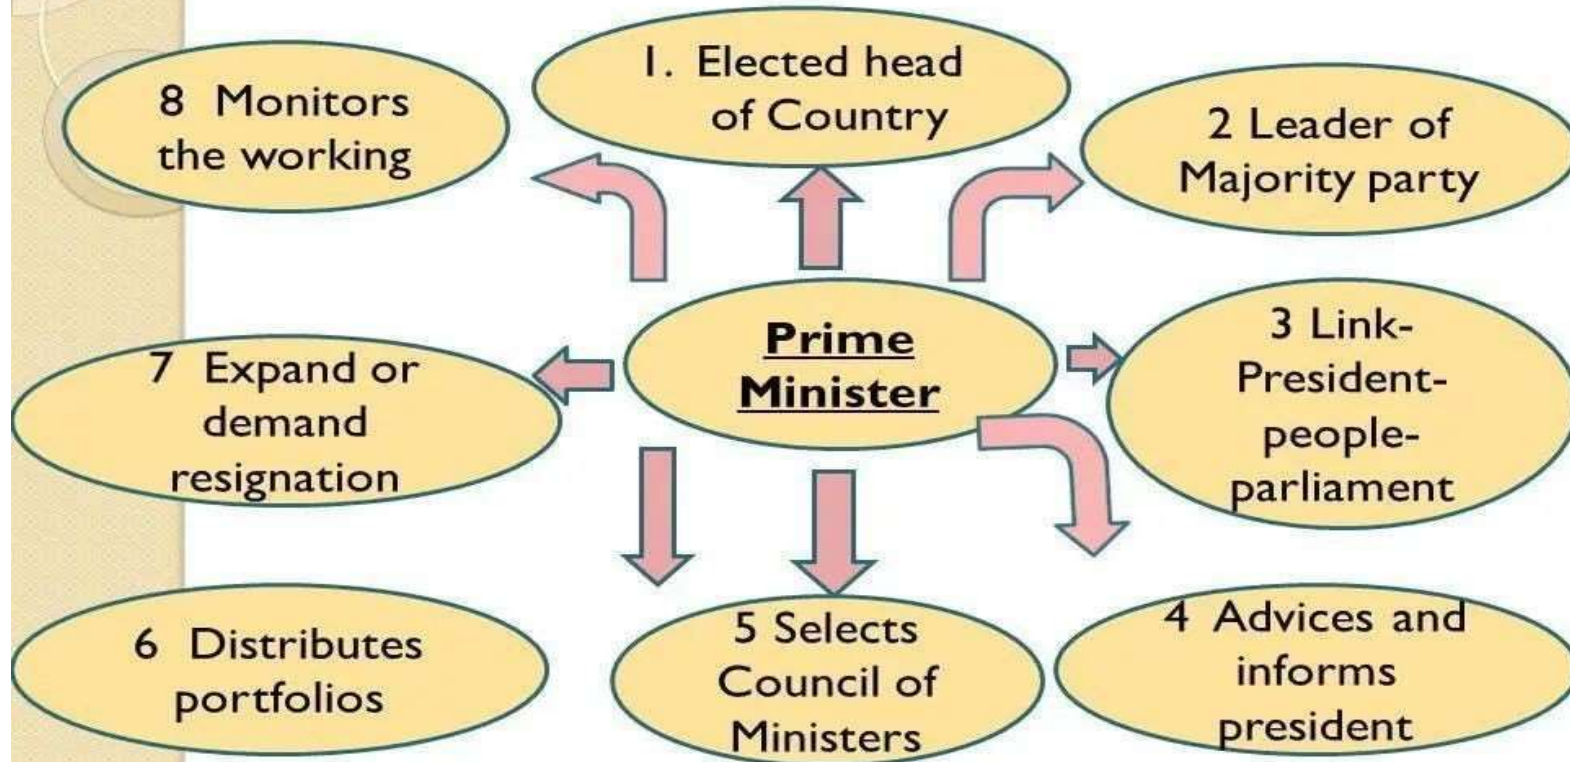 1. Elected head
of Country
2 Leader of
Majority party
3 Link-
President-
people-
parliament
4 Advices and
informs
president
5 Selects
Council of
Ministers
6 Distributes
portfolios
7 Expand or
demand
resignation
8 Monitors
the working
Prime
Minister